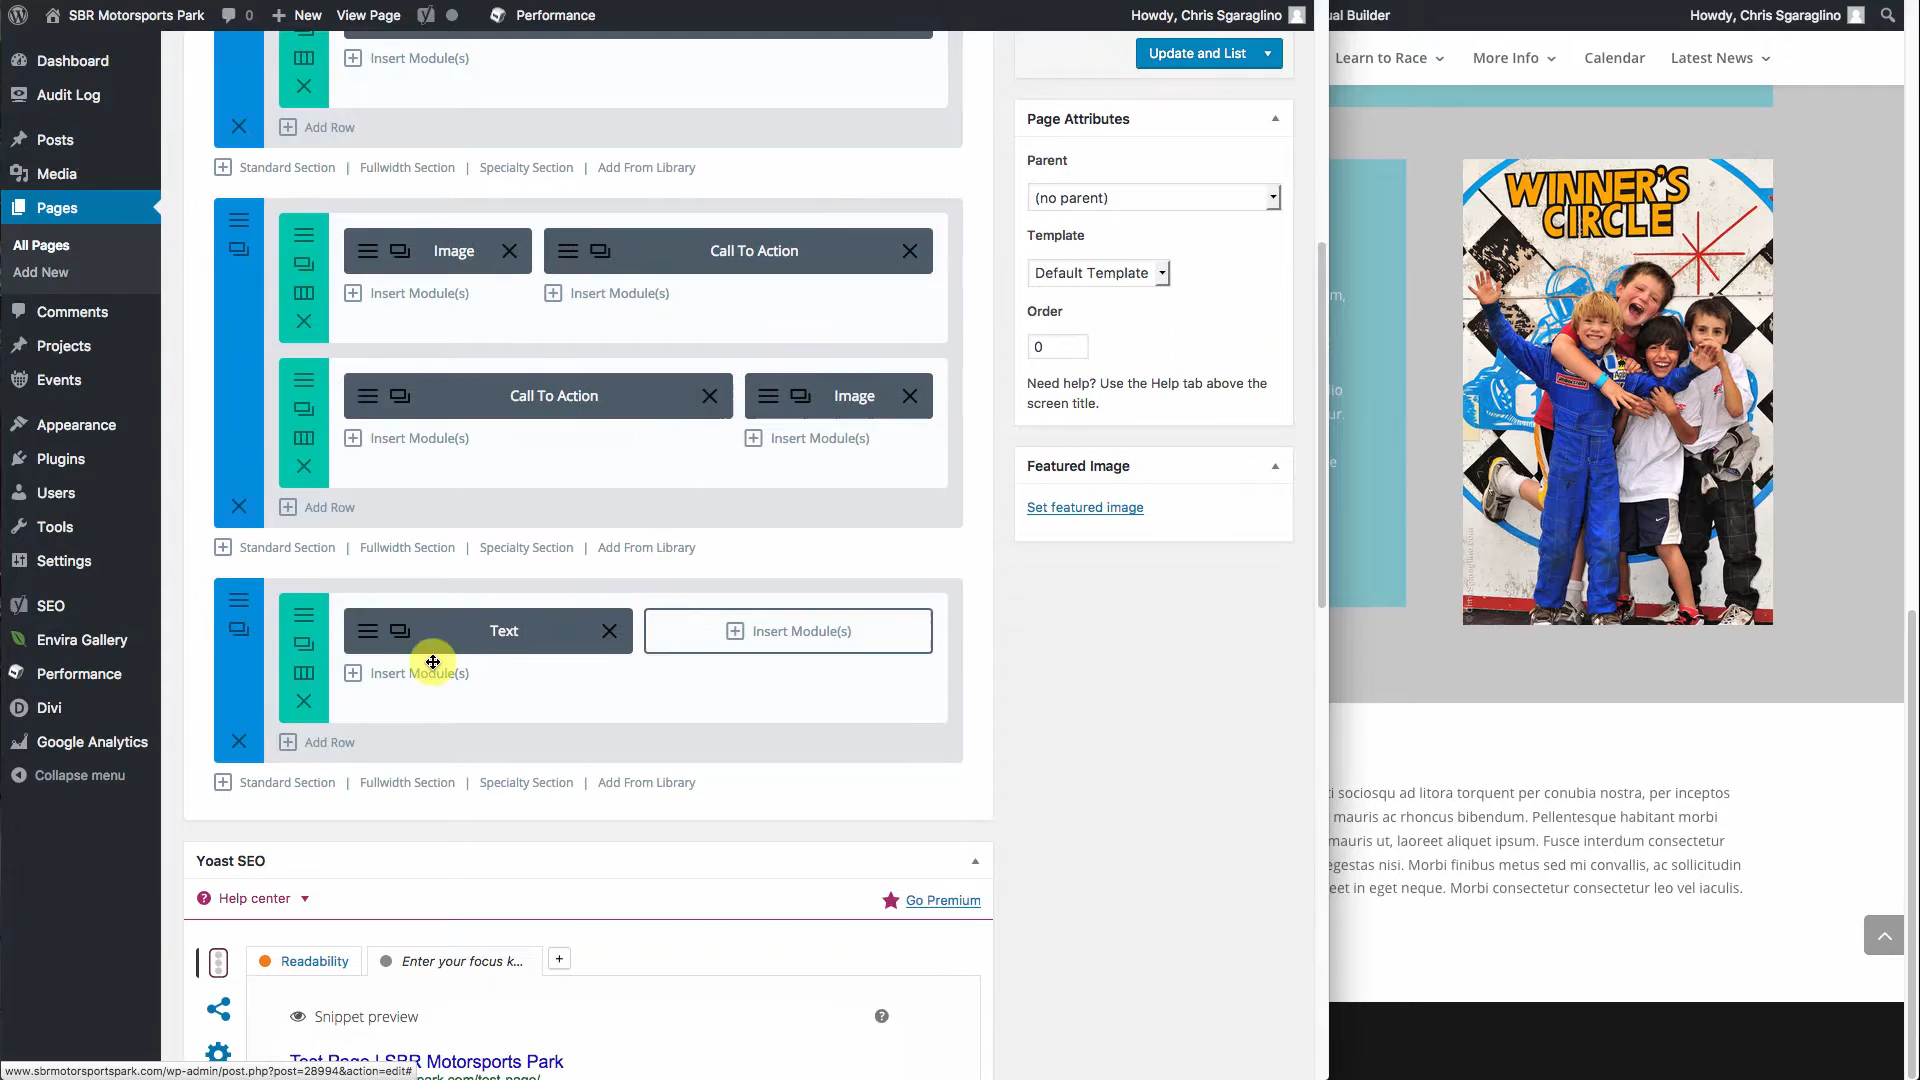 SBR Motorsports Park 0 New View Page Performance Howdy, Chris Sgaraglino
Dashboard
Audit Log
Posts
Media
Pages
All Pages
Add New
Comments
Projects
Events
Appearance
Plugins
Users
Tools
Settings
SEO
Envira Gallery
Performance
Divi
Google Analytics
Collapse menu
Insert Module(s)
Add Row
Standard Section | Fullwidth Section | Specialty Section | Add From Library
Image Call To Action
Insert Module(s) Insert Module(s)
Call To Action Image
Insert Module(s) Insert Module(s)
Add Row
Standard Section | Fullwidth Section | Specialty Section | Add From Library
Text Insert Module(s)
Insert Module(s)
Add Row
Standard Section | Fullwidth Section | Specialty Section | Add From Library
Yoast SEO
Help center Go Premium
Readability Enter your focus k... +
Snippet preview ?
Test Page | SBR Motorsports Park
www.sbrmotorsportspark.com/wp-admin/post.php?post=28994&action=edit#
Update and List
Page Attributes
Parent
(no parent)
Template
Default Template
Order
0
Need help? Use the Help tab above the
screen title.
Featured Image
Set featured image
ual Builder Howdy, Chris Sgaraglino
Learn to Race More Info Calendar Latest News
WINNER'S
CIRCLE
ti sociosqu ad litora torquent per conubia nostra, per inceptos
mauris ac rhoncus bibendum. Pellentesque habitant morbi
mauris ut, laoreet aliquet ipsum. Fusce interdum consectetur
egestas nisi. Morbi finibus metus sed mi convallis, ac sollicitudin
eet in eget neque. Morbi consectetur consectetur leo vel iaculis.